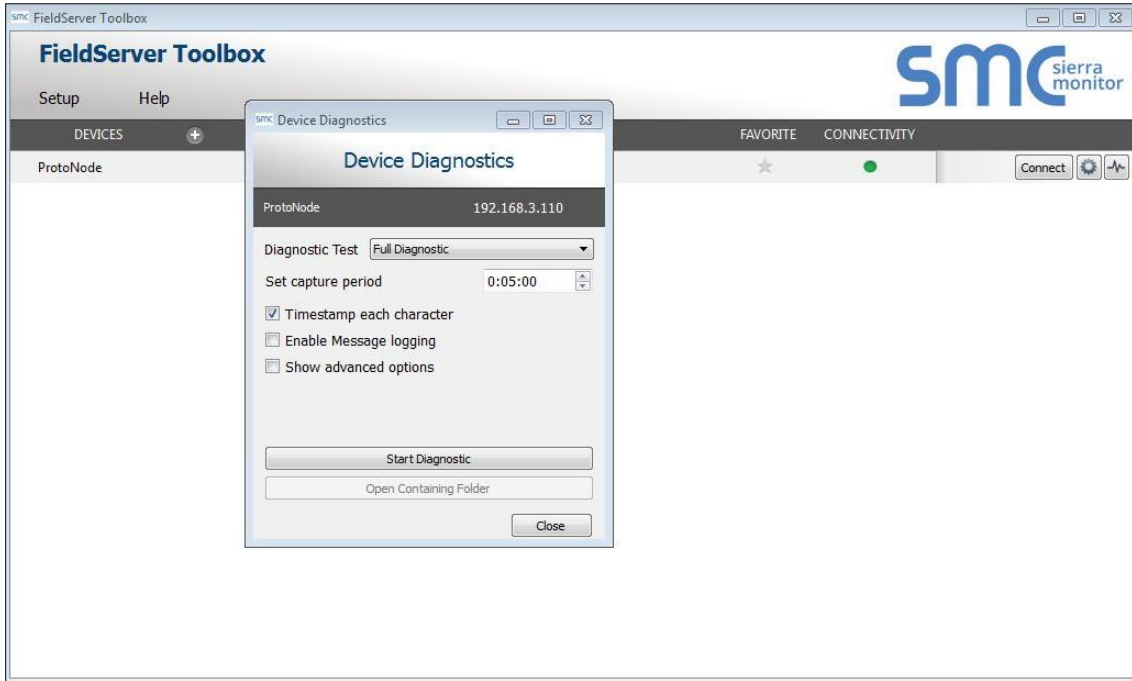 smc FieldServer Toolbox
FieldServer Toolbox
smc sierra monitor
Setup Help
DEVICES FAVORITE CONNECTIVITY
ProtoNode Connect
smc Device Diagnostics
Device Diagnostics
ProtoNode 192.168.3.110
Diagnostic Test Full Diagnostic
Set capture period 0:05:00
Timestamp each character
Enable Message logging
Show advanced options
Start Diagnostic
Open Containing Folder
Close